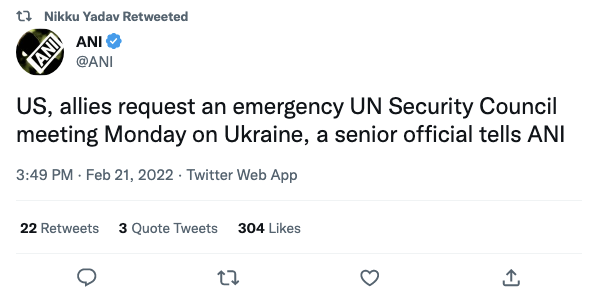 Nikku Yadav Retweeted
ANI
ANI
@ANI
US, allies request an emergency UN Security Council
meeting Monday on Ukraine, a senior official tells ANI
3:49 PM · Feb 21, 2022 · Twitter Web App
22 Retweets 3 Quote Tweets 304 Likes